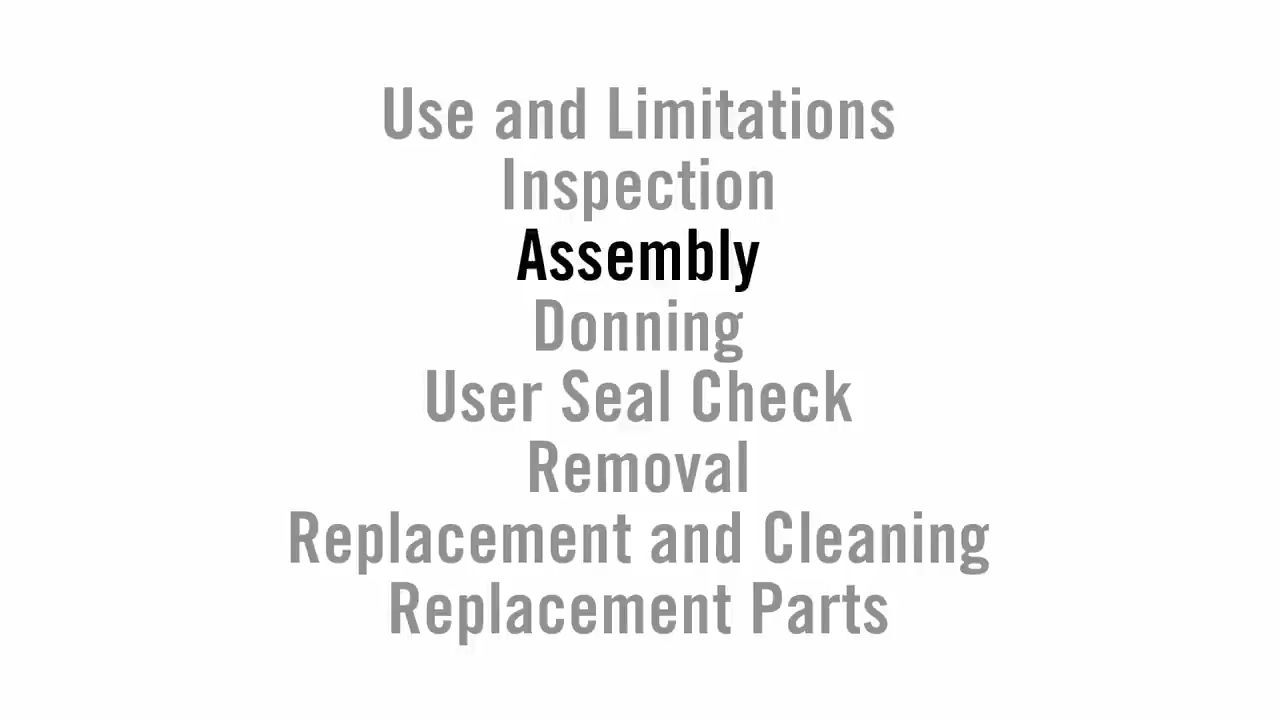 Use and Limitations
Inspection
Assembly
Donning
User Seal Check
Removal
Replacement and Cleaning
Replacement Parts